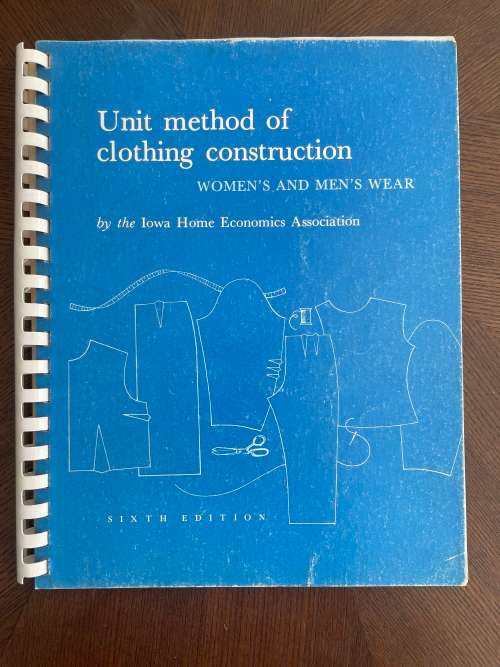 Unit method of
clothing construction
WOMEN'S AND MEN'S WEAR
by the Iowa Home Economics Association
SIXTH EDITION